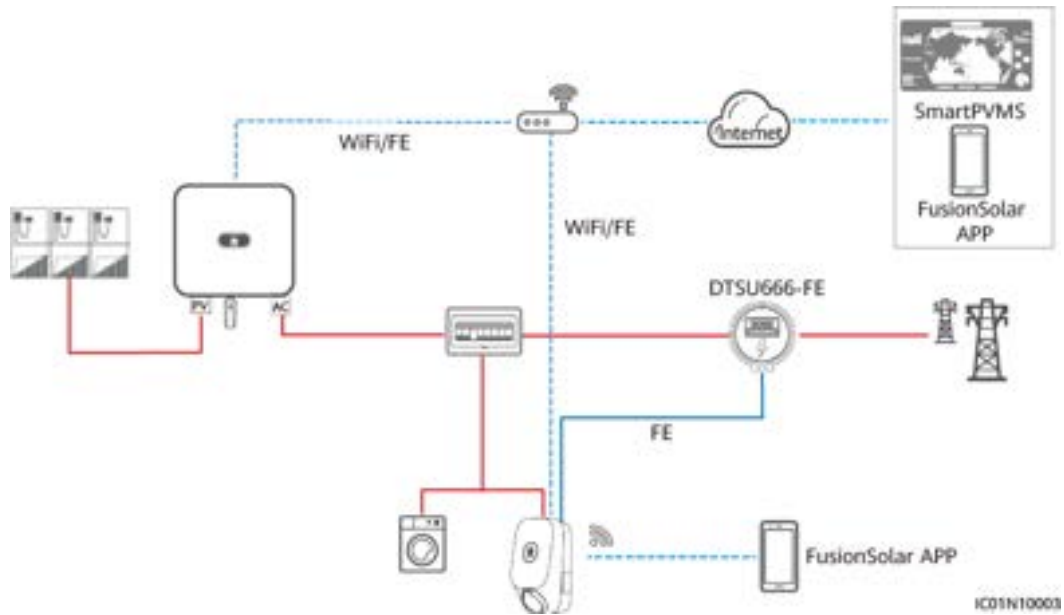 SmartPVMS
FusionSolar
APP
Internet
WiFi/FE
WiFi/FE
PV
AC
DTSU666-FE
FE
FusionSolar APP
IC01N10003